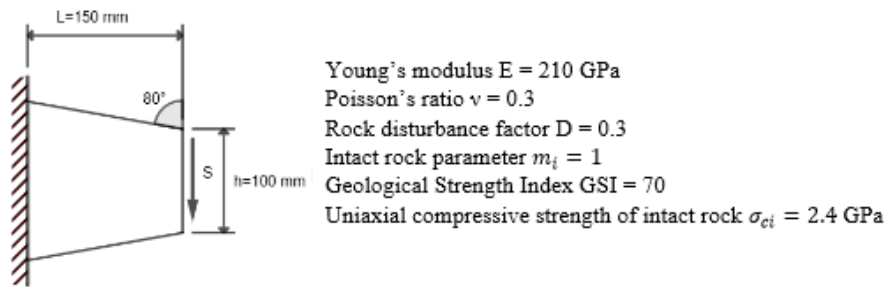 L=150 mm
80°
S
h=100 mm
Young's modulus E = 210 GPa
Poisson's ratio ν = 0.3
Rock disturbance factor D = 0.3
Intact rock parameter mᵢ = 1
Geological Strength Index GSI = 70
Uniaxial compressive strength of intact rock σ_ci = 2.4 GPa